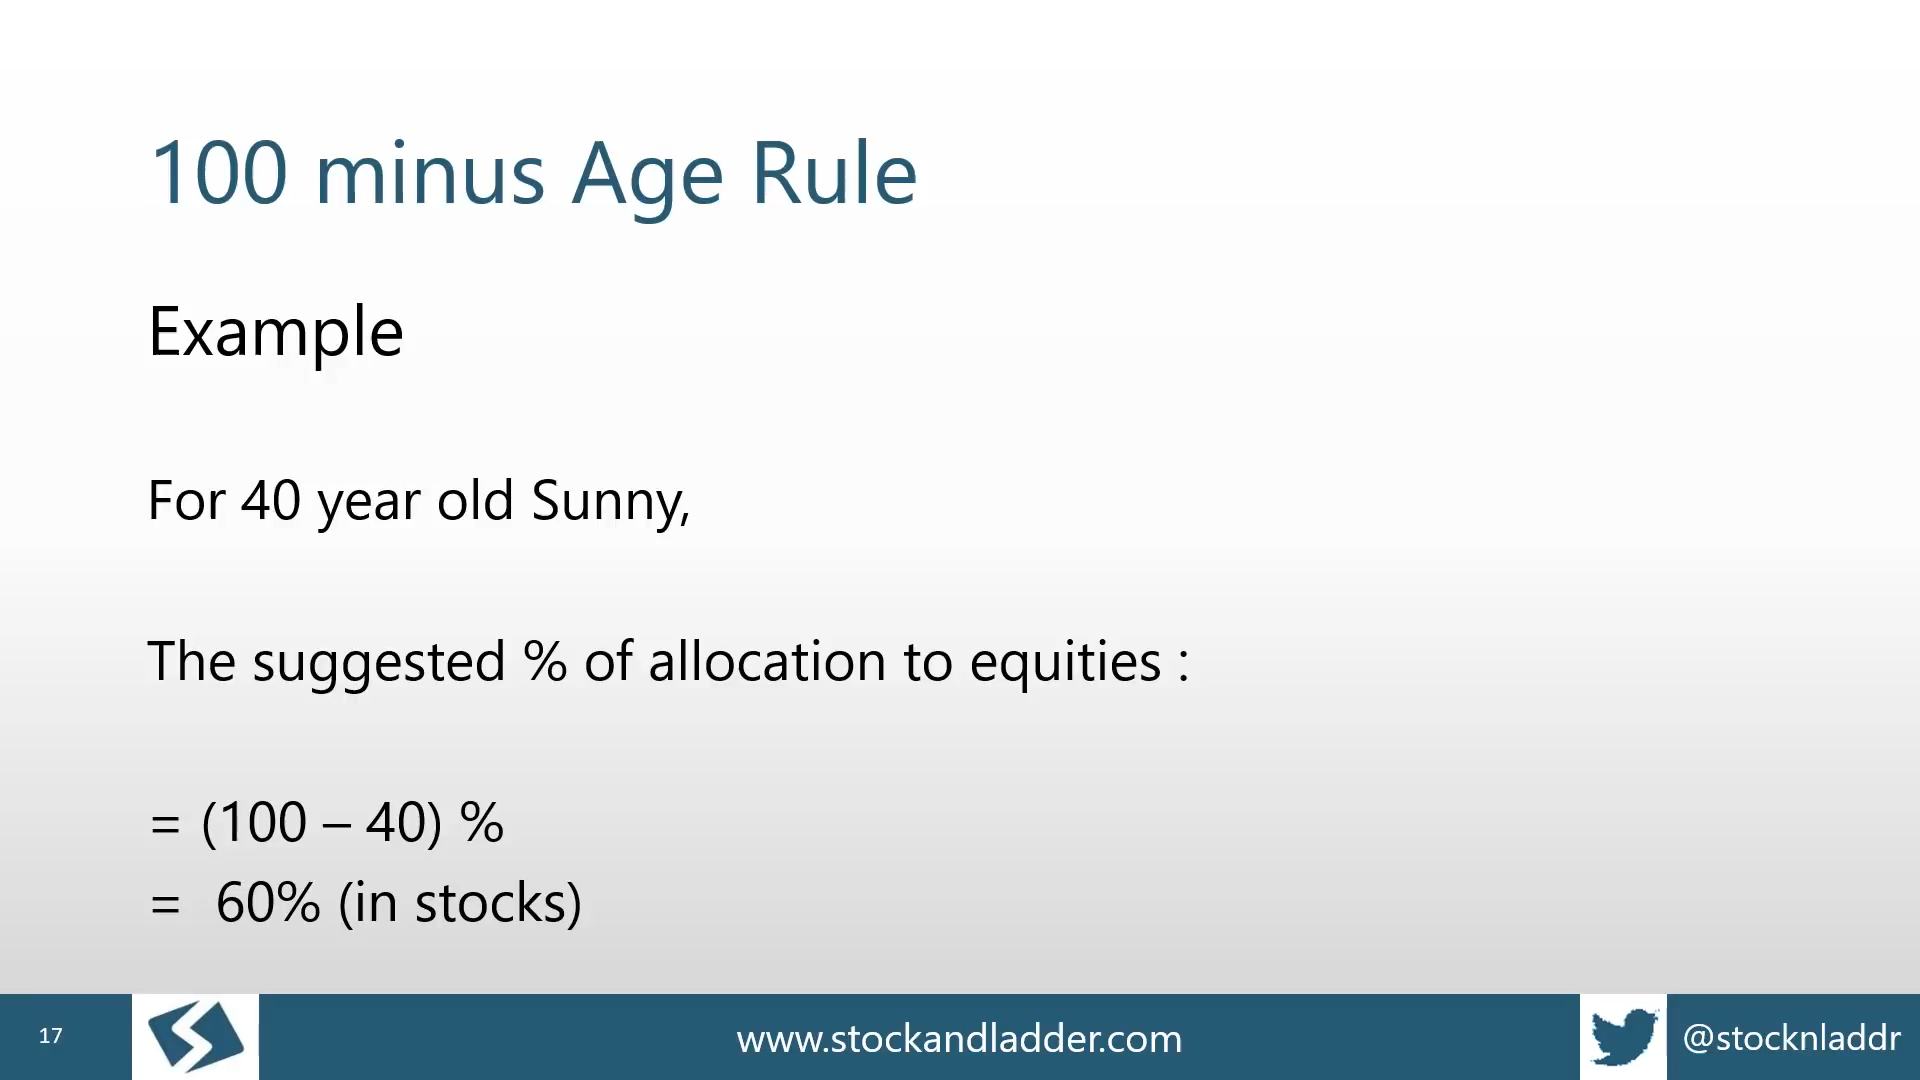 100 minus Age Rule
Example
For 40 year old Sunny,
The suggested % of allocation to equities :
= (100 – 40) %
= 60% (in stocks)
17
www.stockandladder.com
@stocknladdr